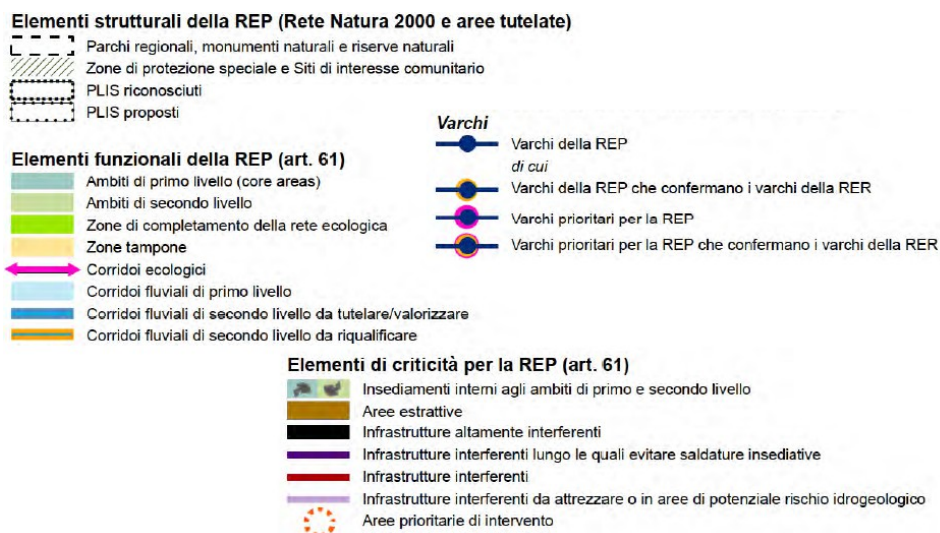 Elementi strutturali della REP (Rete Natura 2000 e aree tutelate)
Parchi regionali, monumenti naturali e riserve naturali
Zone di protezione speciale e Siti di interesse comunitario
PLIS riconosciuti
PLIS proposti
Elementi funzionali della REP (art. 61)
Ambiti di primo livello (core areas)
Ambiti di secondo livello
Zone di completamento della rete ecologica
Zone tampone
Corridoi ecologici
Corridoi fluviali di primo livello
Corridoi fluviali di secondo livello da tutelare/valorizzare
Corridoi fluviali di secondo livello da riqualificare
Varchi
Varchi della REP
di cui
Varchi della REP che confermano i varchi della RER
Varchi prioritari per la REP
Varchi prioritari per la REP che confermano i varchi della RER
Elementi di criticità per la REP (art. 61)
Insediamenti interni agli ambiti di primo e secondo livello
Aree estrattive
Infrastrutture altamente interferenti
Infrastrutture interferenti lungo le quali evitare saldature insediative
Infrastrutture interferenti
Infrastrutture interferenti da attrezzare o in aree di potenziale rischio idrogeologico
Aree prioritarie di intervento